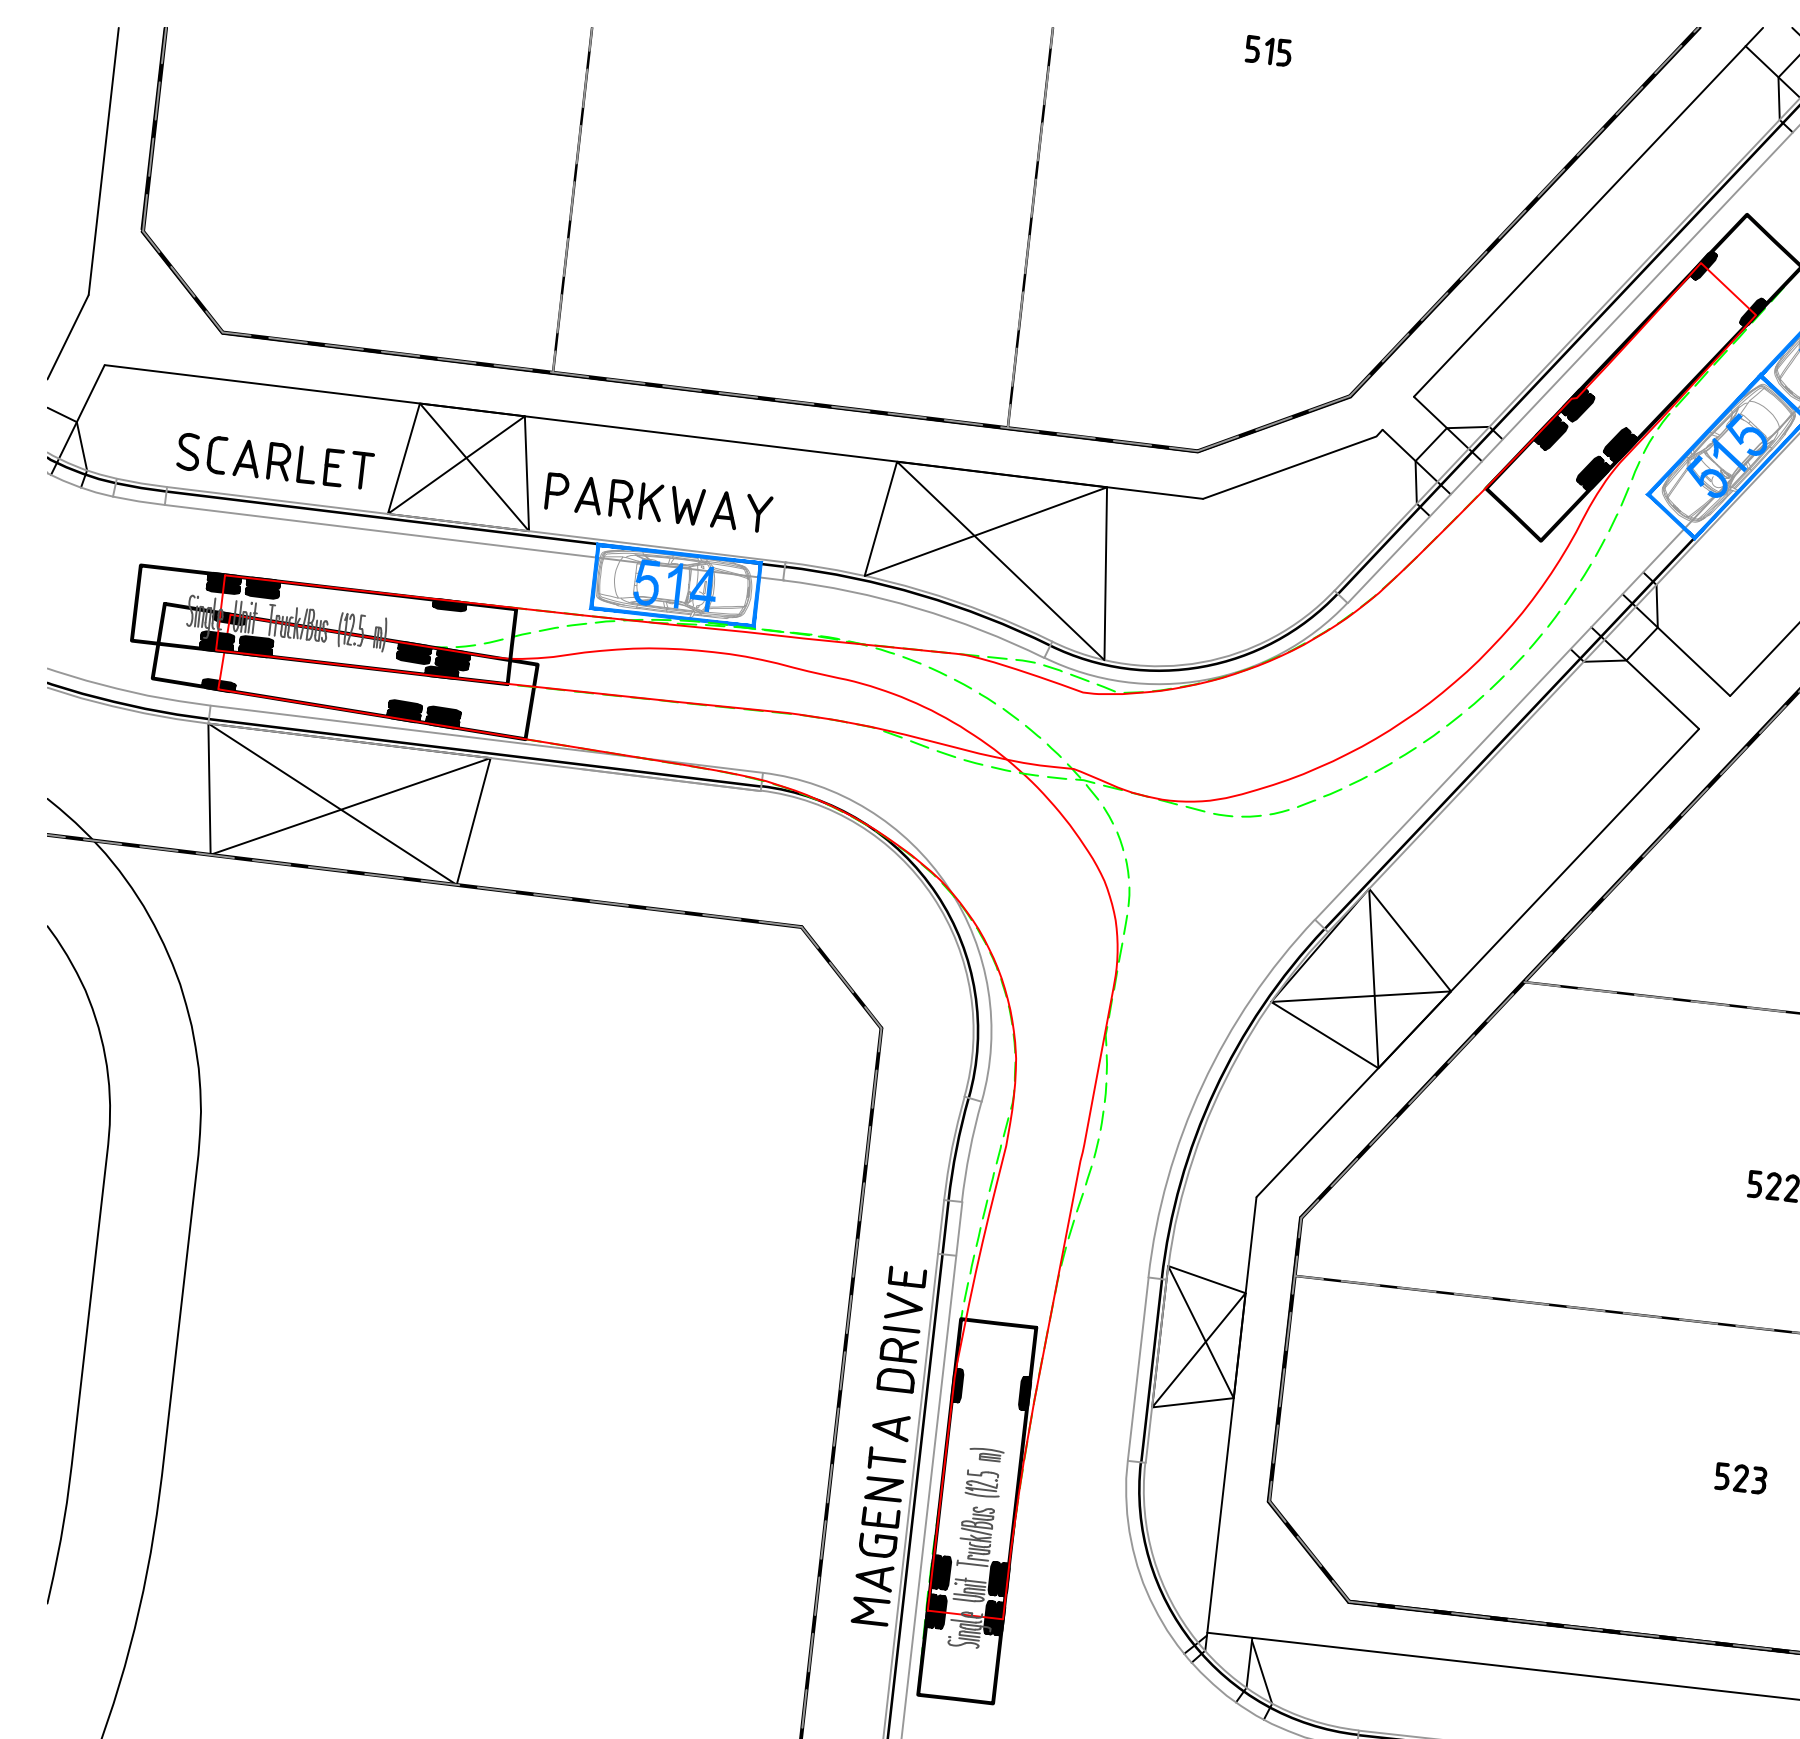 515
SCARLET PARKWAY
514
515
Single Unit Truck/Bus (12.5 m)
522
MAGENTA DRIVE
Single Unit Truck/Bus (12.5 m)
523